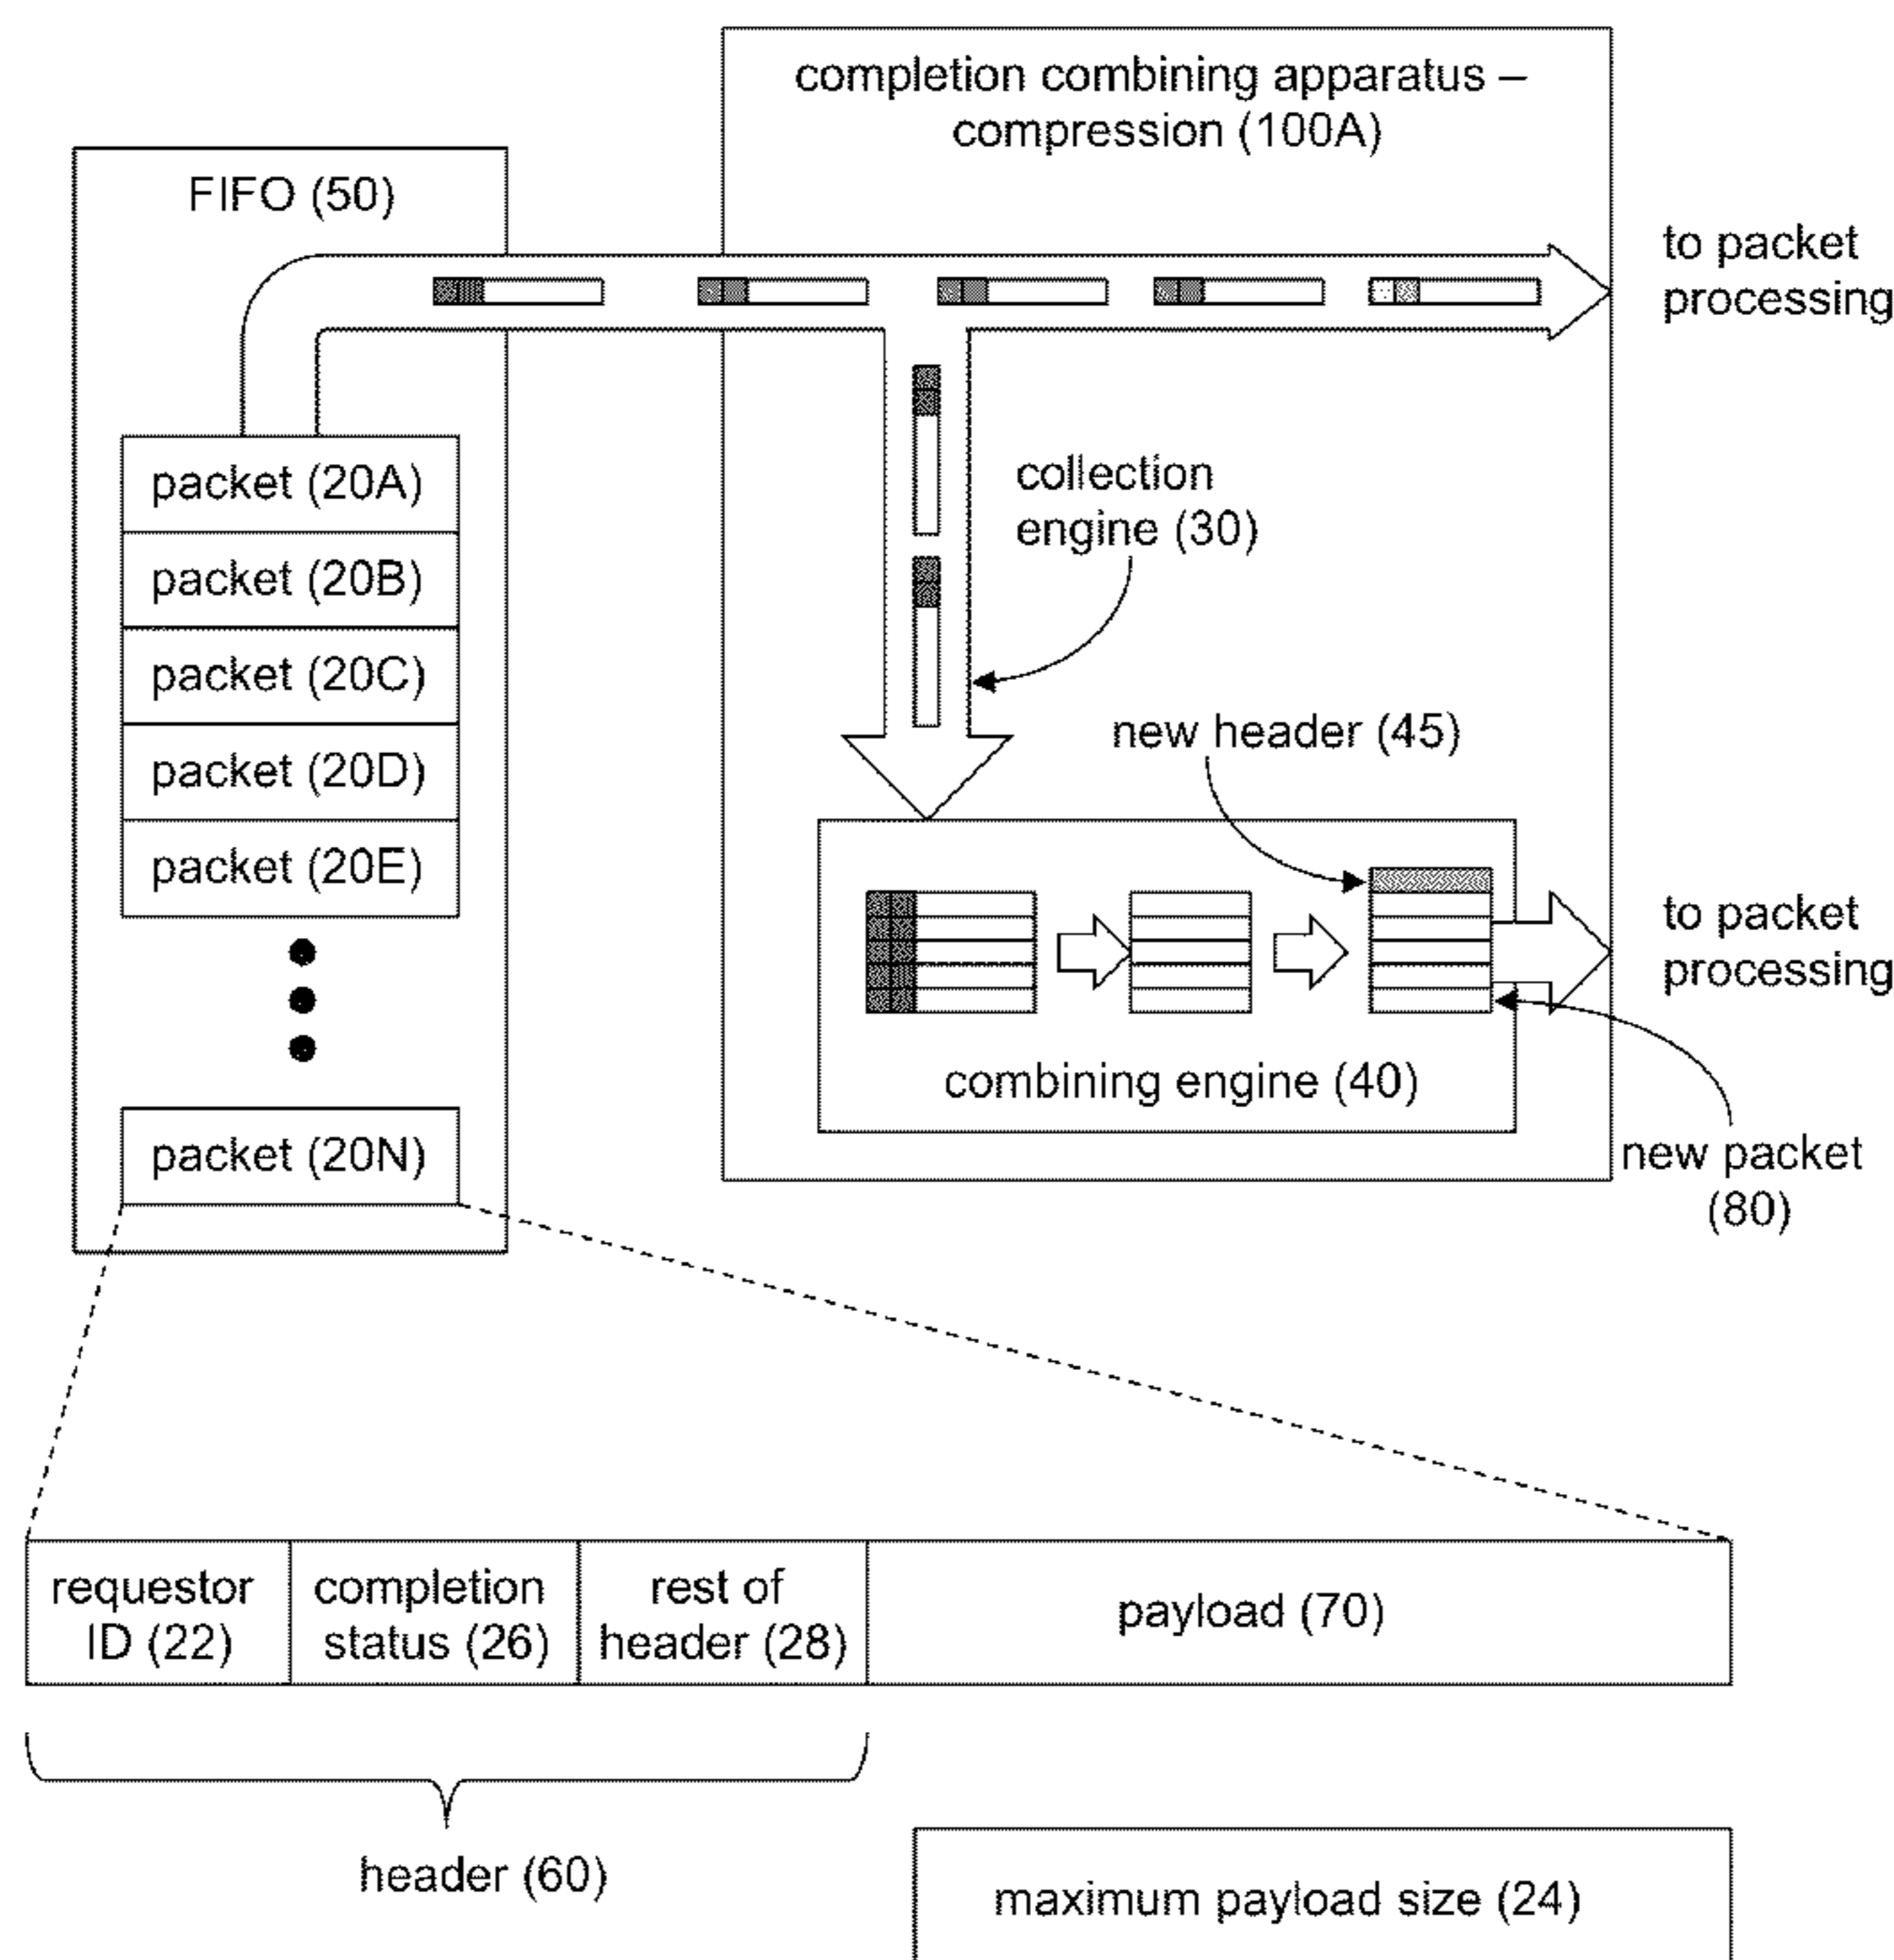 completion combining apparatus –
compression (100A)
FIFO (50)
to packet
processing
packet (20A)
packet (20B)
packet (20C)
packet (20D)
packet (20E)
packet (20N)
collection
engine (30)
new header (45)
to packet
processing
combining engine (40)
new packet
(80)
requestor
ID (22)
completion
status (26)
rest of
header (28)
payload (70)
header (60)
maximum payload size (24)